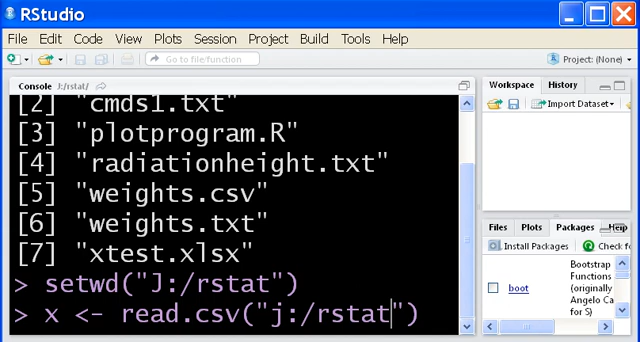 RStudio
File Edit Code View Plots Session Project Build Tools Help
Go to file/function
Project: (None)
Console J:/rstat/
[2] "cmds1.txt"
[3] "plotprogram.R"
[4] "radiationheight.txt"
[5] "weights.csv"
[6] "weights.txt"
[7] "xtest.xlsx"
> setwd("J:/rstat")
> x <- read.csv("j:/rstat")
Workspace History
Import Dataset
Files Plots Packages Help
Install Packages Check for
boot
Bootstrap
Functions
(originally
Angelo Ca
for S)